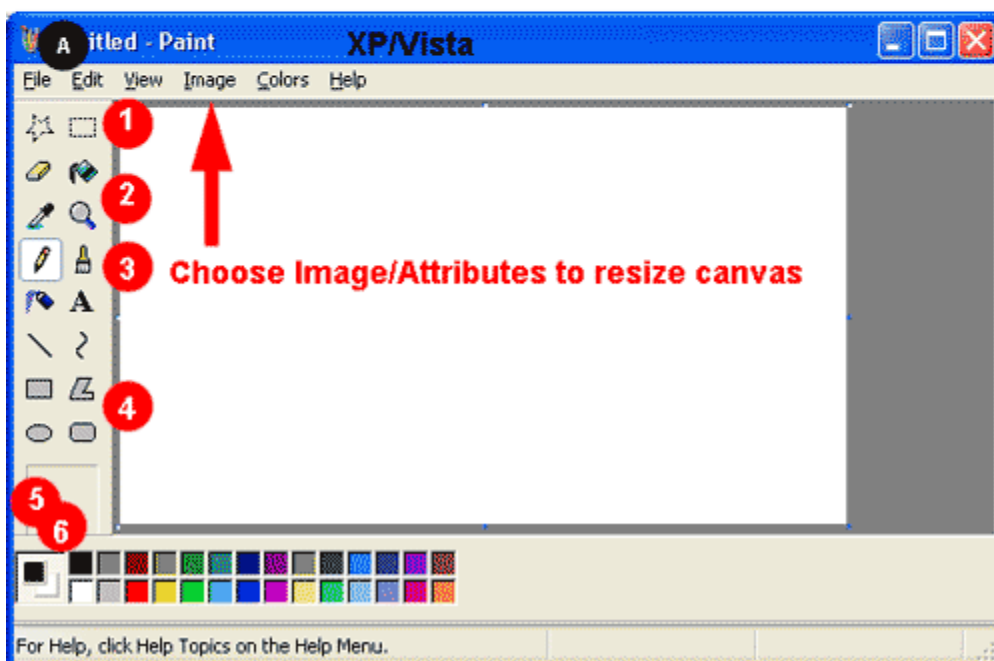 A itled - Paint XP/Vista
File Edit View Image Colors Help
1
2
3
Choose Image/Attributes to resize canvas
A
4
5
6
For Help, click Help Topics on the Help Menu.